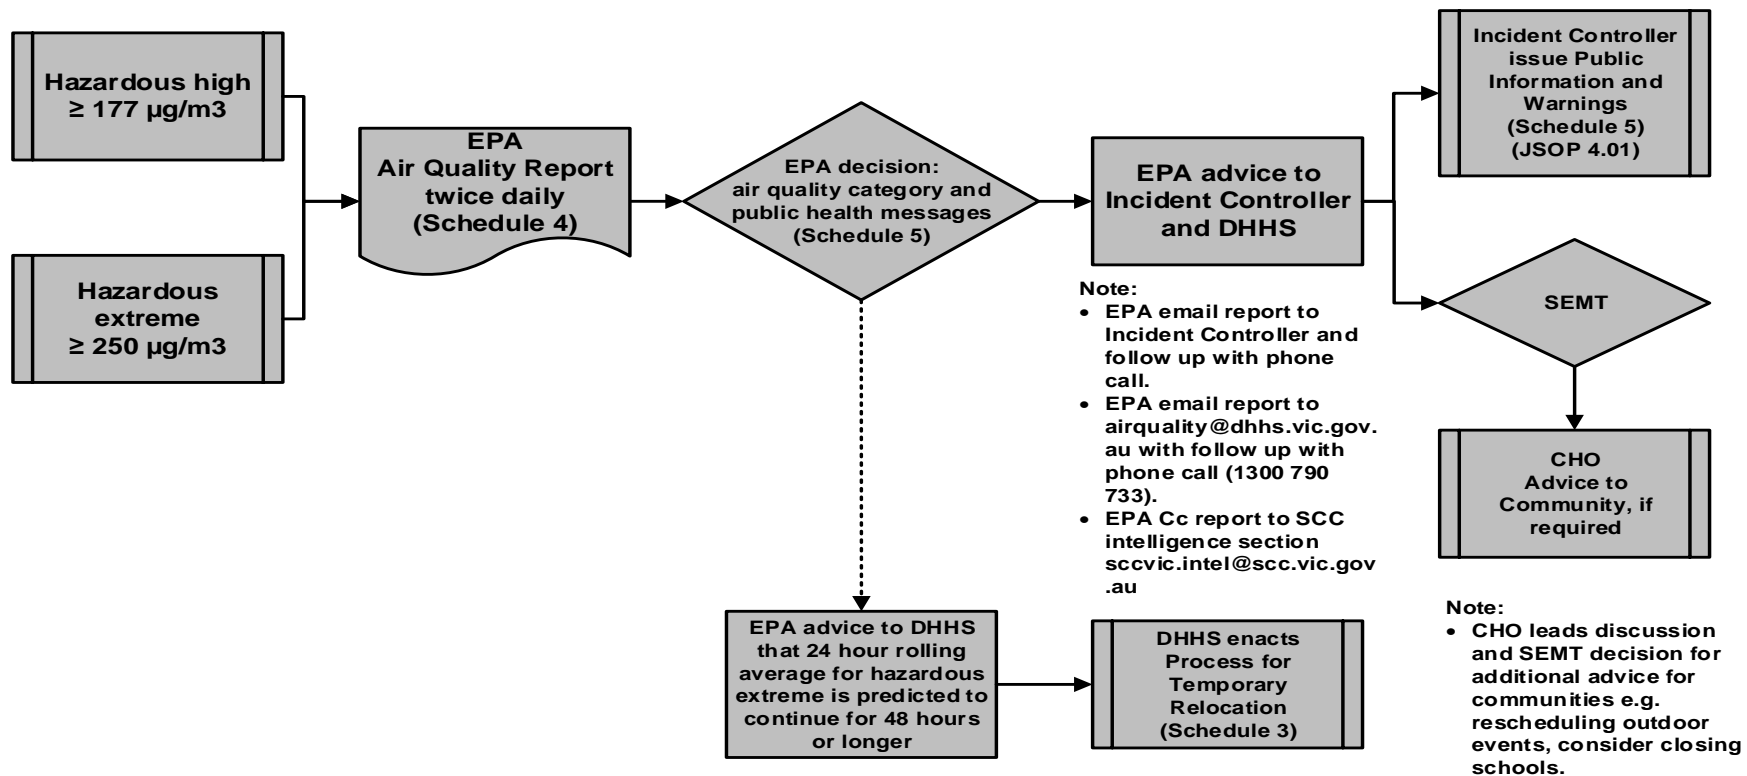 Hazardous high
≥ 177 µg/m3
Hazardous
extreme
≥ 250 µg/m3
EPA
Air Quality Report
twice daily
(Schedule 4)
EPA decision:
air quality category and
public health messages
(Schedule 5)
EPA advice to
Incident Controller
and DHHS
Incident Controller
issue Public
Information and
Warnings
(Schedule 5)
(JSOP 4.01)
SEMT
CHO
Advice to
Community, if
required
Note:
• EPA email report to
Incident Controller and
follow up with phone
call.
• EPA email report to
airquality@dhhs.vic.gov.
au with follow up with
phone call (1300 790
733).
• EPA Cc report to SCC
intelligence section
sccvic.intel@scc.vic.gov
.au
EPA advice to DHHS
that 24 hour rolling
average for hazardous
extreme is predicted to
continue for 48 hours
or longer
DHHS enacts
Process for
Temporary
Relocation
(Schedule 3)
Note:
• CHO leads discussion
and SEMT decision for
additional advice for
communities e.g.
rescheduling outdoor
events, consider closing
schools.